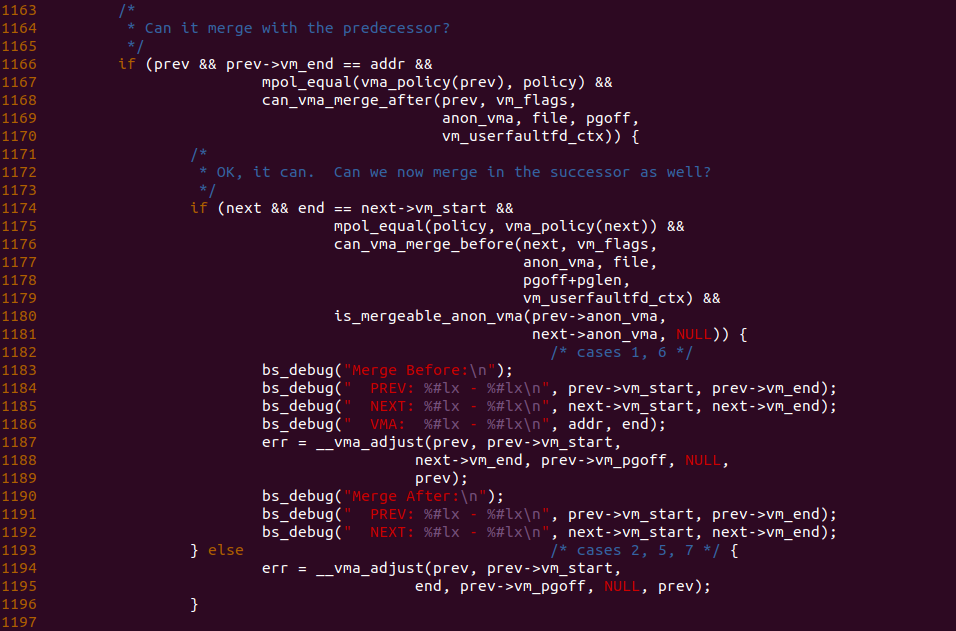 1163         /*
1164          * Can it merge with the predecessor?
1165          */
1166         if (prev && prev->vm_end == addr &&
1167                         mpol_equal(vma_policy(prev), policy) &&
1168                         can_vma_merge_after(prev, vm_flags,
1169                                             anon_vma, file, pgoff,
1170                                             vm_userfaultfd_ctx)) {
1171                 /*
1172                  * OK, it can.  Can we now merge in the successor as well?
1173                  */
1174                 if (next && end == next->vm_start &&
1175                                 mpol_equal(policy, vma_policy(next)) &&
1176                                 can_vma_merge_before(next, vm_flags,
1177                                                      anon_vma, file,
1178                                                      pgoff+pglen,
1179                                                      vm_userfaultfd_ctx) &&
1180                                 is_mergeable_anon_vma(prev->anon_vma,
1181                                                       next->anon_vma, NULL)) {
1182                                                         /* cases 1, 6 */
1183                         bs_debug("Merge Before:\n");
1184                         bs_debug("  PREV: %#lx - %#lx\n", prev->vm_start, prev->vm_end);
1185                         bs_debug("  NEXT: %#lx - %#lx\n", next->vm_start, next->vm_end);
1186                         bs_debug("  VMA:  %#lx - %#lx\n", addr, end);
1187                         err = __vma_adjust(prev, prev->vm_start,
1188                                          next->vm_end, prev->vm_pgoff, NULL,
1189                                          prev);
1190                         bs_debug("Merge After:\n");
1191                         bs_debug("  PREV: %#lx - %#lx\n", prev->vm_start, prev->vm_end);
1192                         bs_debug("  NEXT: %#lx - %#lx\n", next->vm_start, next->vm_end);
1193                 } else                                  /* cases 2, 5, 7 */ {
1194                         err = __vma_adjust(prev, prev->vm_start,
1195                                          end, prev->vm_pgoff, NULL, prev);
1196                 }
1197